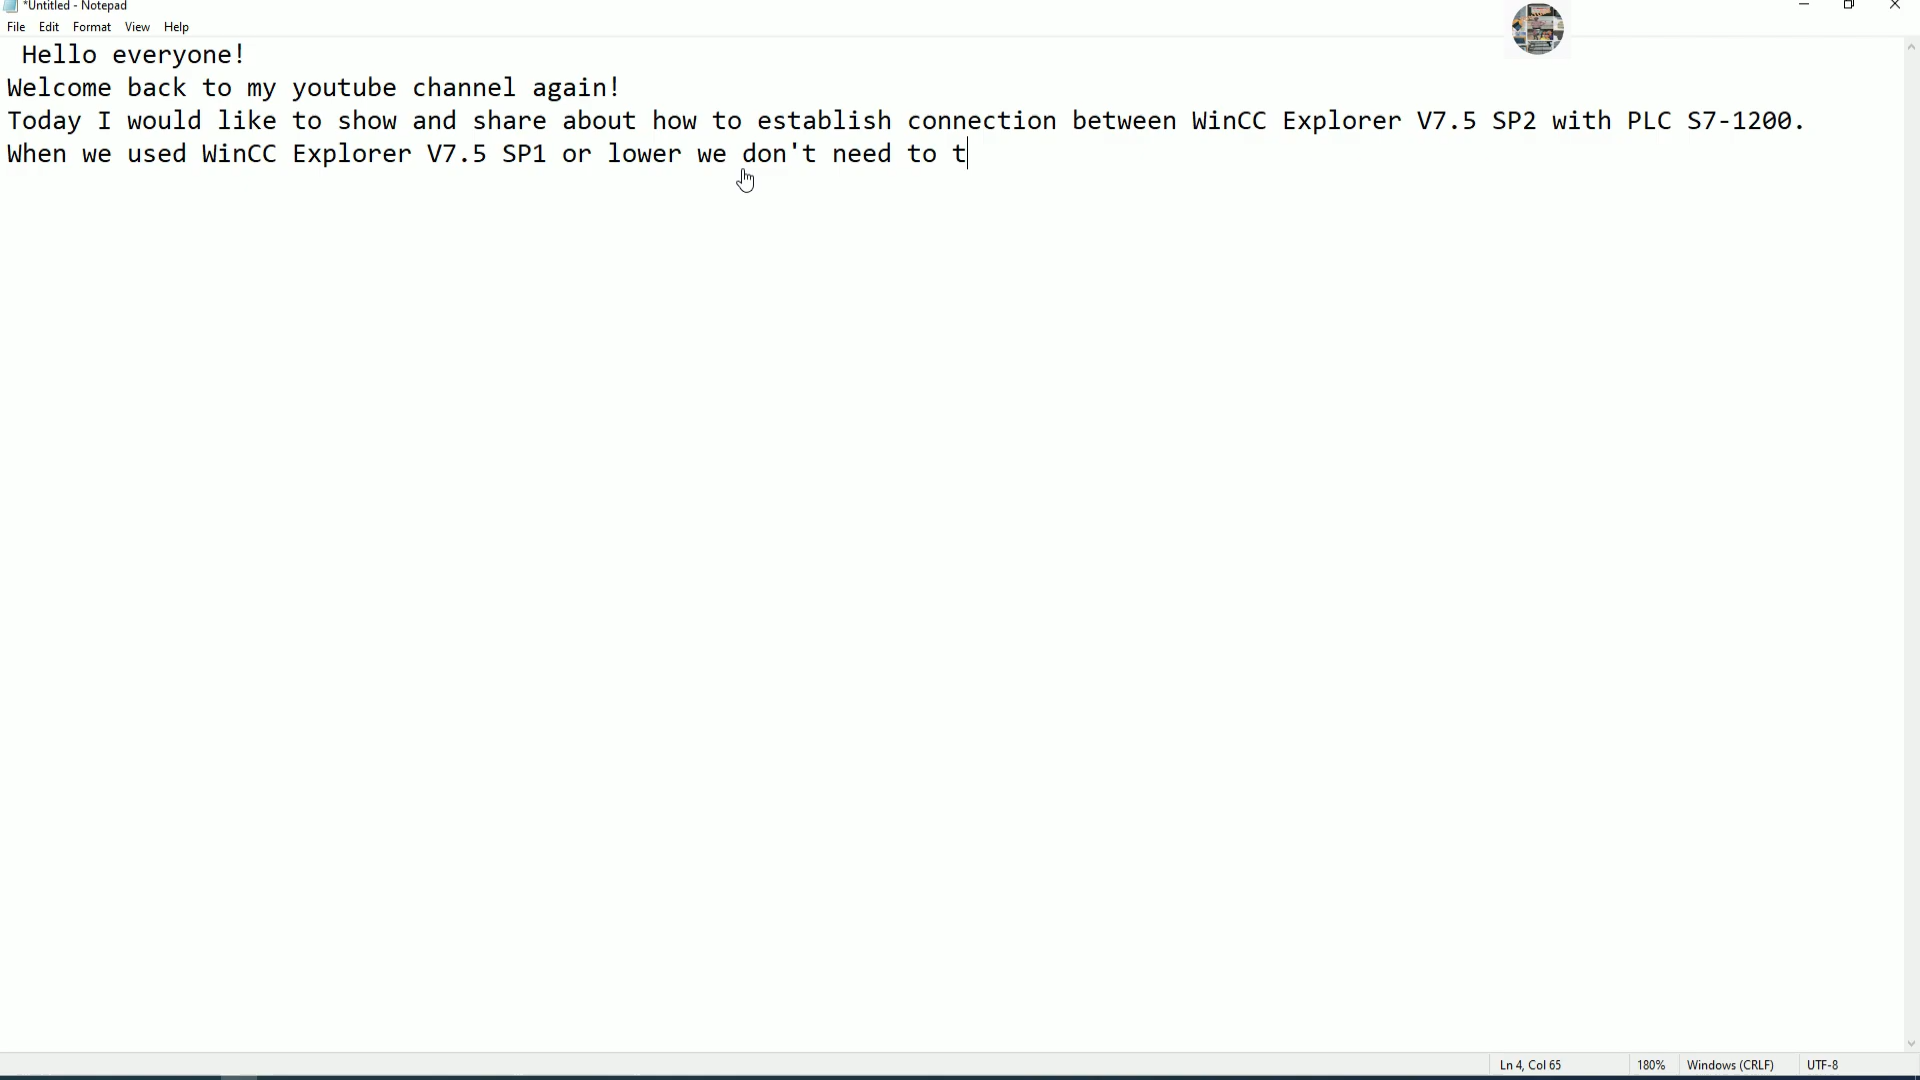 *Untitled - Notepad
File Edit Format View Help
Hello everyone!
Welcome back to my youtube channel again!
Today I would like to show and share about how to establish connection between WinCC Explorer V7.5 SP2 with PLC S7-1200.
When we used WinCC Explorer V7.5 SP1 or lower we don't need to t
Ln 4, Col 65 180% Windows (CRLF) UTF-8